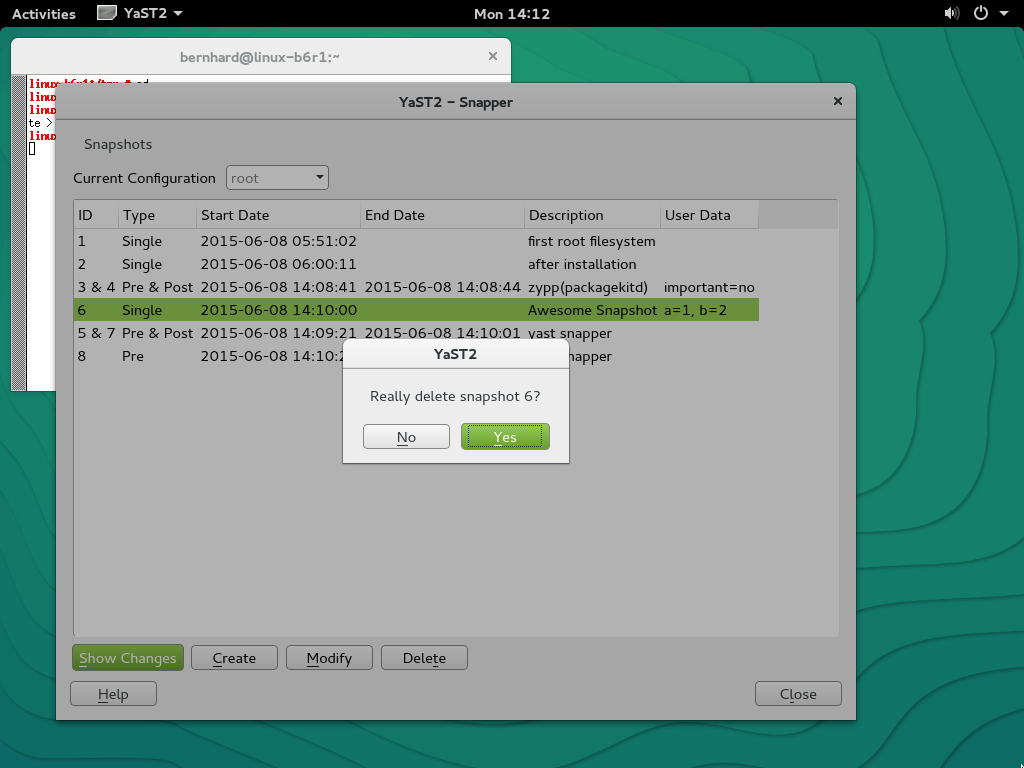 Activities YaST2 Mon 14:12
bernhard@linux-b6r1:~
linux
linux
te >
linux
YaST2 - Snapper
Snapshots
Current Configuration root
ID Type Start Date End Date Description User Data
1 Single 2015-06-08 05:51:02 first root filesystem
2 Single 2015-06-08 06:00:11 after installation
3 & 4 Pre & Post 2015-06-08 14:08:41 2015-06-08 14:08:44 zypp(packagekitd) important=no
6 Single 2015-06-08 14:10:00 Awesome Snapshot a=1, b=2
5 & 7 Pre & Post 2015-06-08 14:09:21 2015-06-08 14:10:01 yast snapper
8 Pre 2015-06-08 14:10:2 napper
YaST2
Really delete snapshot 6?
No Yes
Show Changes Create Modify Delete
Help Close